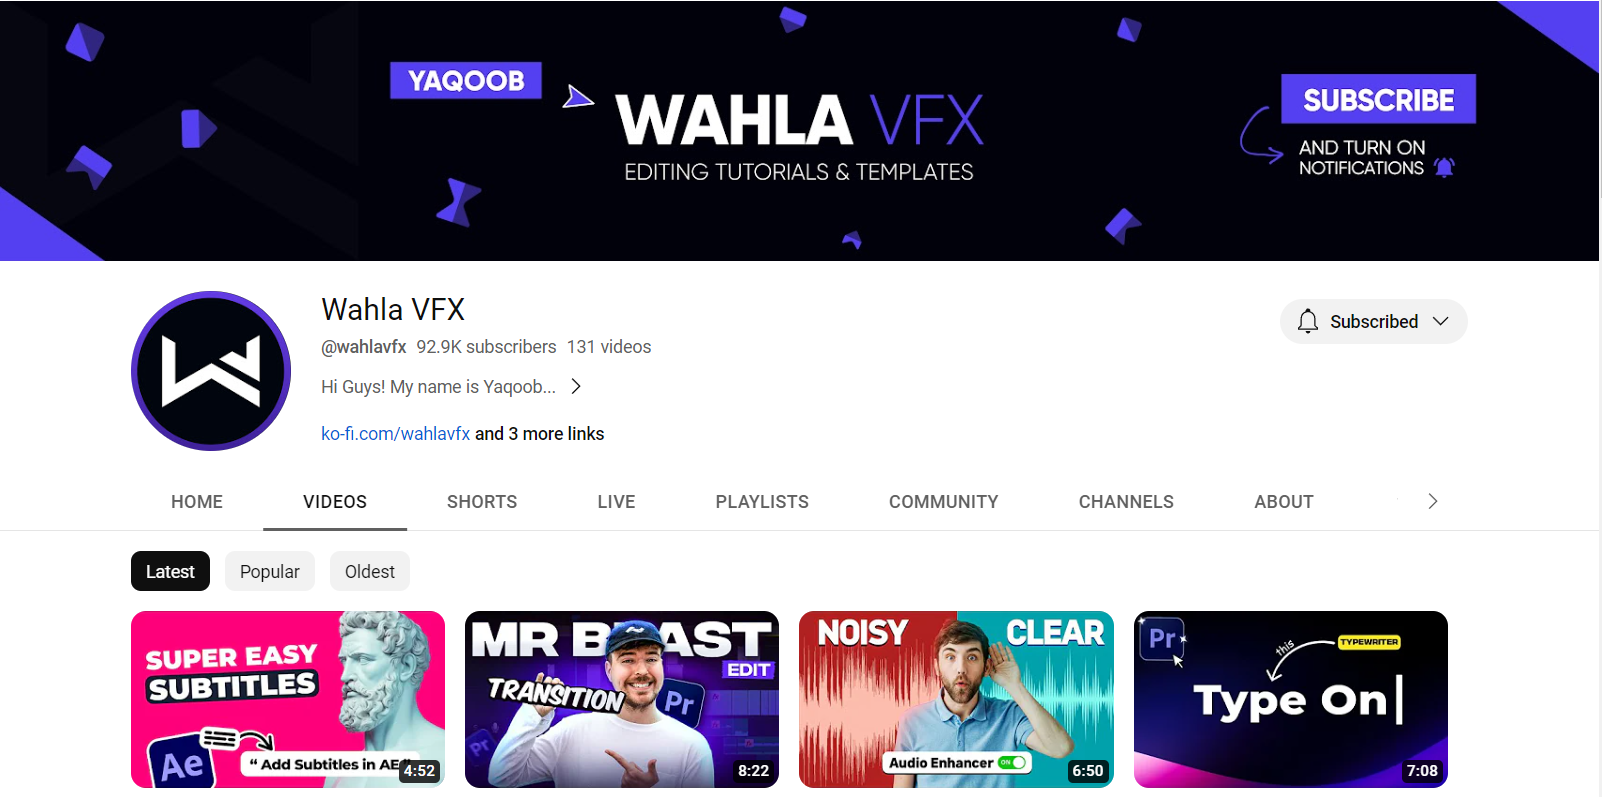 YAQOOB
WAHLA VFX
EDITING TUTORIALS & TEMPLATES
SUBSCRIBE
AND TURN ON
NOTIFICATIONS
Wahla VFX
@wahlavfx 92.9K subscribers 131 videos
Hi Guys! My name is Yaqoob...
ko-fi.com/wahlavfx and 3 more links
Subscribed
HOME VIDEOS SHORTS LIVE PLAYLISTS COMMUNITY CHANNELS ABOUT
Latest Popular Oldest
SUPER EASY
SUBTITLES
Ae
“ Add Subtitles in AE
4:52
MR BEAST
EDIT
TRANSITION
Pr
Pr
8:22
NOISY CLEAR
Audio Enhancer ON
6:50
Pr
this
TYPEWRITER
Type On
7:08